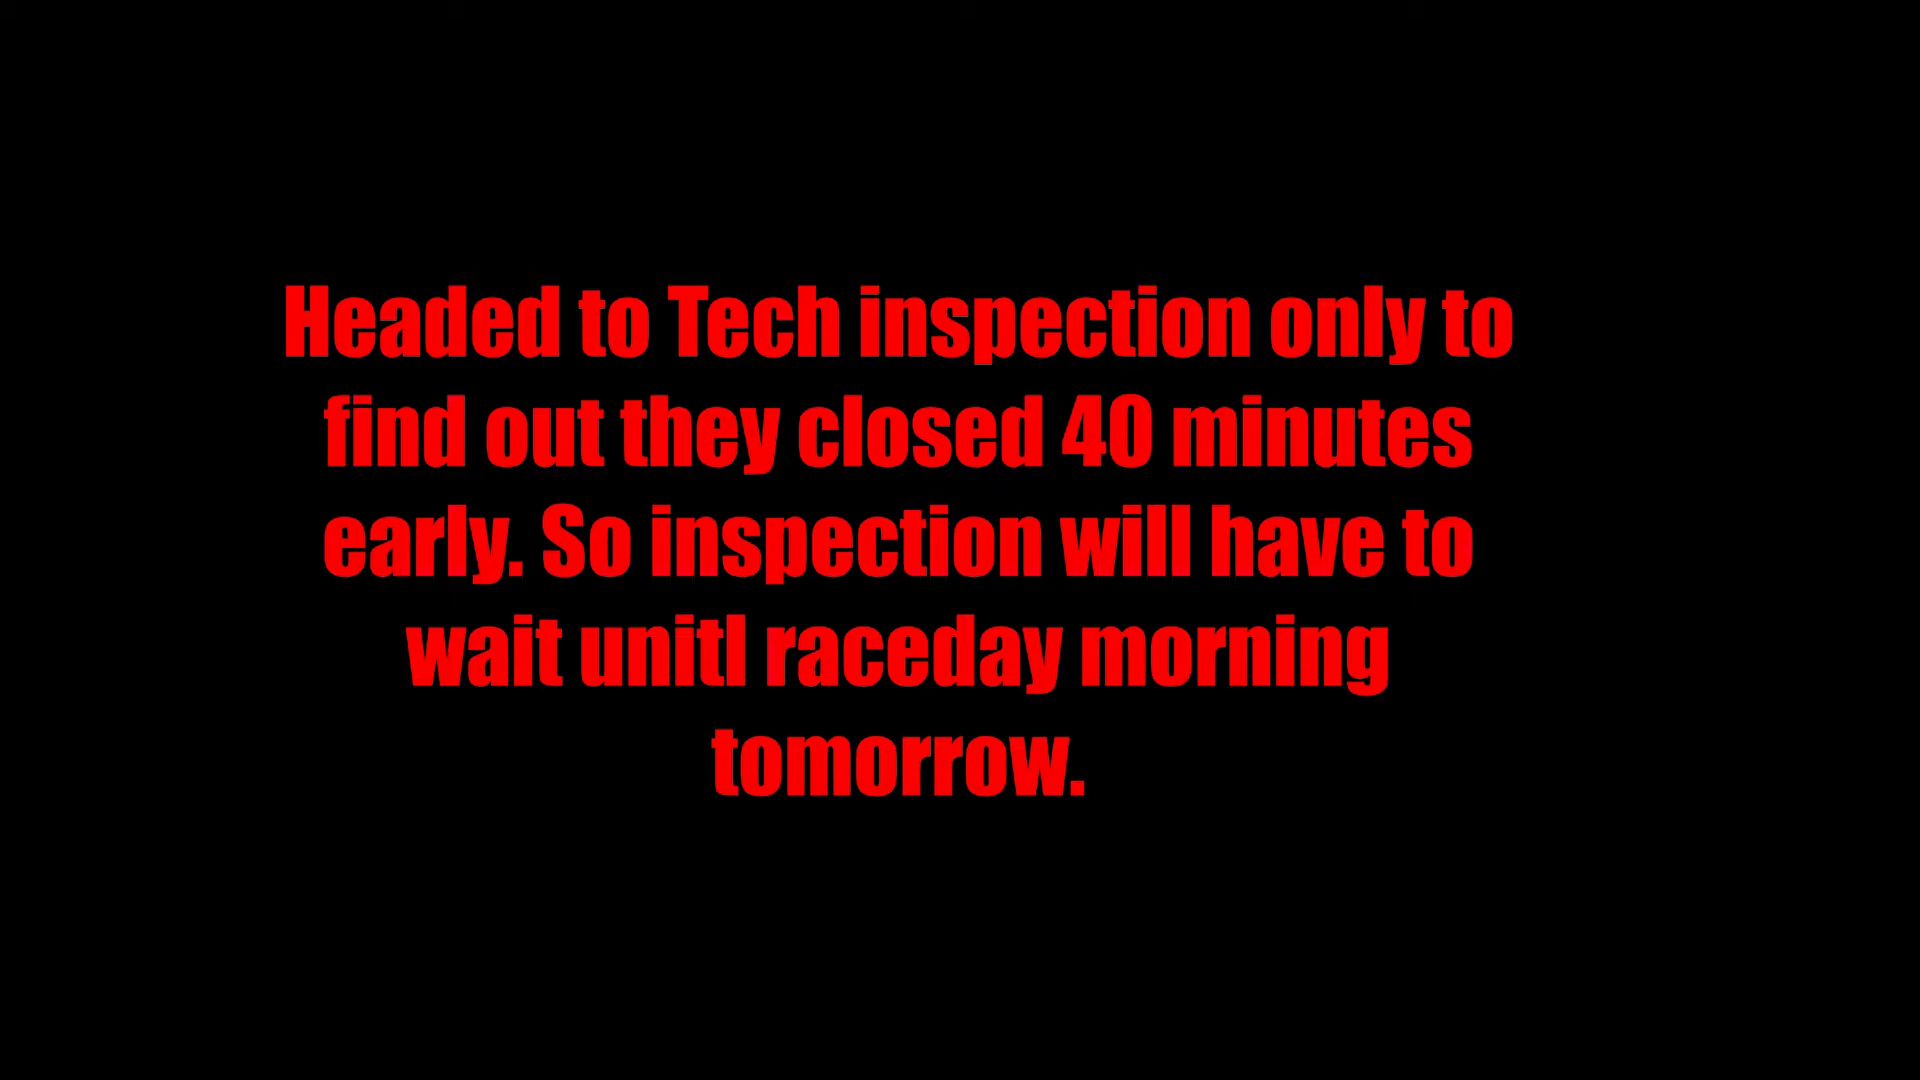 Headed to Tech inspection only to
find out they closed 40 minutes
early. So inspection will have to
wait unitl raceday morning
tomorrow.